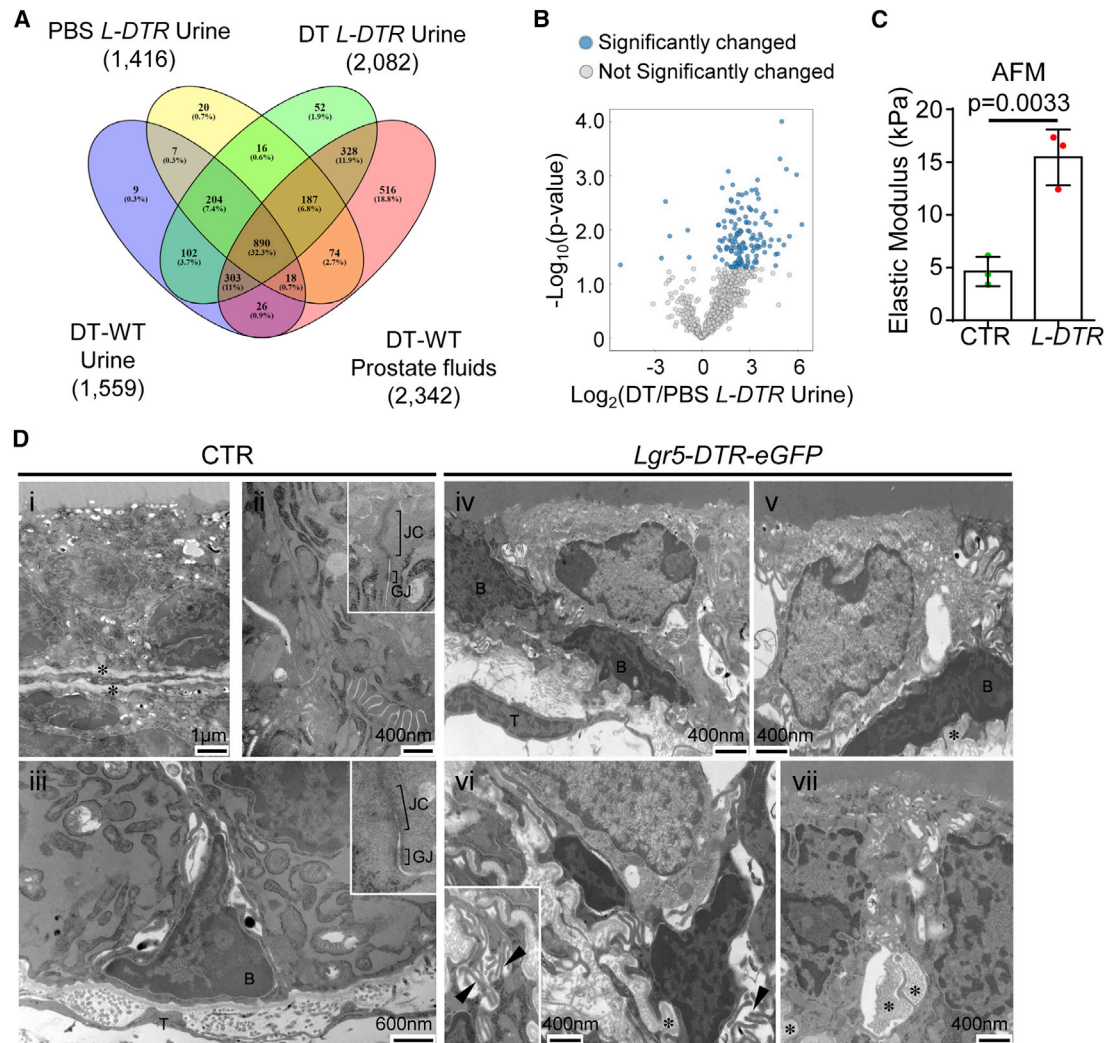 A
PBS L-DTR Urine
(1,416)
DT L-DTR Urine
(2,082)
20
(0.7%)
52
(1.9%)
7
(0.3%)
16
(0.6%)
328
(11.9%)
9
(0.3%)
204
(7.4%)
187
(6.8%)
516
(18.8%)
890
(32.3%)
102
(3.7%)
74
(2.7%)
303
(11%)
18
(0.7%)
26
(0.9%)
DT-WT
Urine
(1,559)
DT-WT
Prostate fluids
(2,342)
B
Significantly changed
Not Significantly changed
-Log10(p-value)
4.0
3.0
2.0
1.0
0
-3
0
3
6
Log2(DT/PBS L-DTR Urine)
C
AFM
p=0.0033
Elastic Modulus (kPa)
20
15
10
5
0
CTR
L-DTR
D
CTR
Lgr5-DTR-eGFP
i
*
*
1µm
ii
JC
GJ
400nm
iv
B
B
T
400nm
v
B
*
400nm
iii
JC
GJ
B
T
600nm
vi
400nm
*
vii
*
*
*
400nm